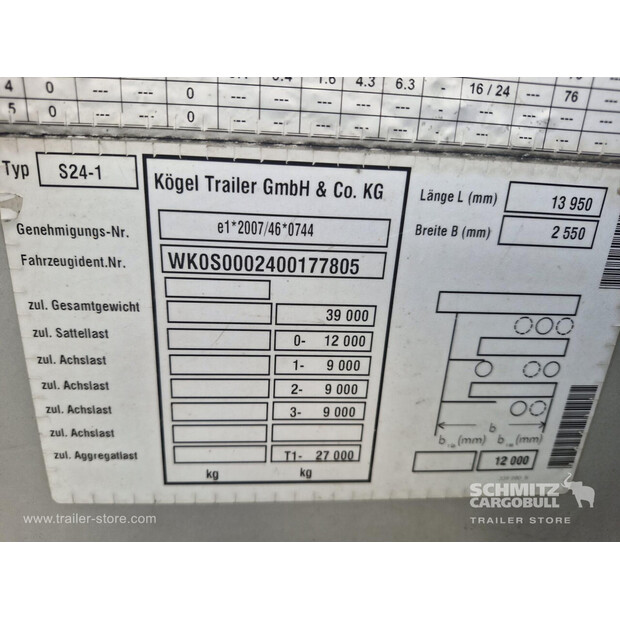 4 0 --- --- --- 0 --- 1.6 4.3 6.3 - 16 / 24 --- 76 ---
5 0 --- --- --- 0 --- --- --- --- --- - --- --- --- ---
Typ S24-1
Kögel Trailer GmbH & Co. KG
Länge L (mm) 13 950
Genehmigungs-Nr. e1*2007/46*0744
Breite B (mm) 2 550
Fahrzeugident.Nr. WK0S0002400177805
zul. Gesamtgewicht 39 000
zul. Sattellast 0- 12 000
zul. Achslast 1- 9 000
zul. Achslast 2- 9 000
zul. Achslast 3- 9 000
zul. Achslast
b
b (mm) b (mm)
zul. Aggregatlast T1- 27 000
12 000
kg kg
SCHMITZ
CARGOBULL
TRAILER STORE
www.trailer-store.com